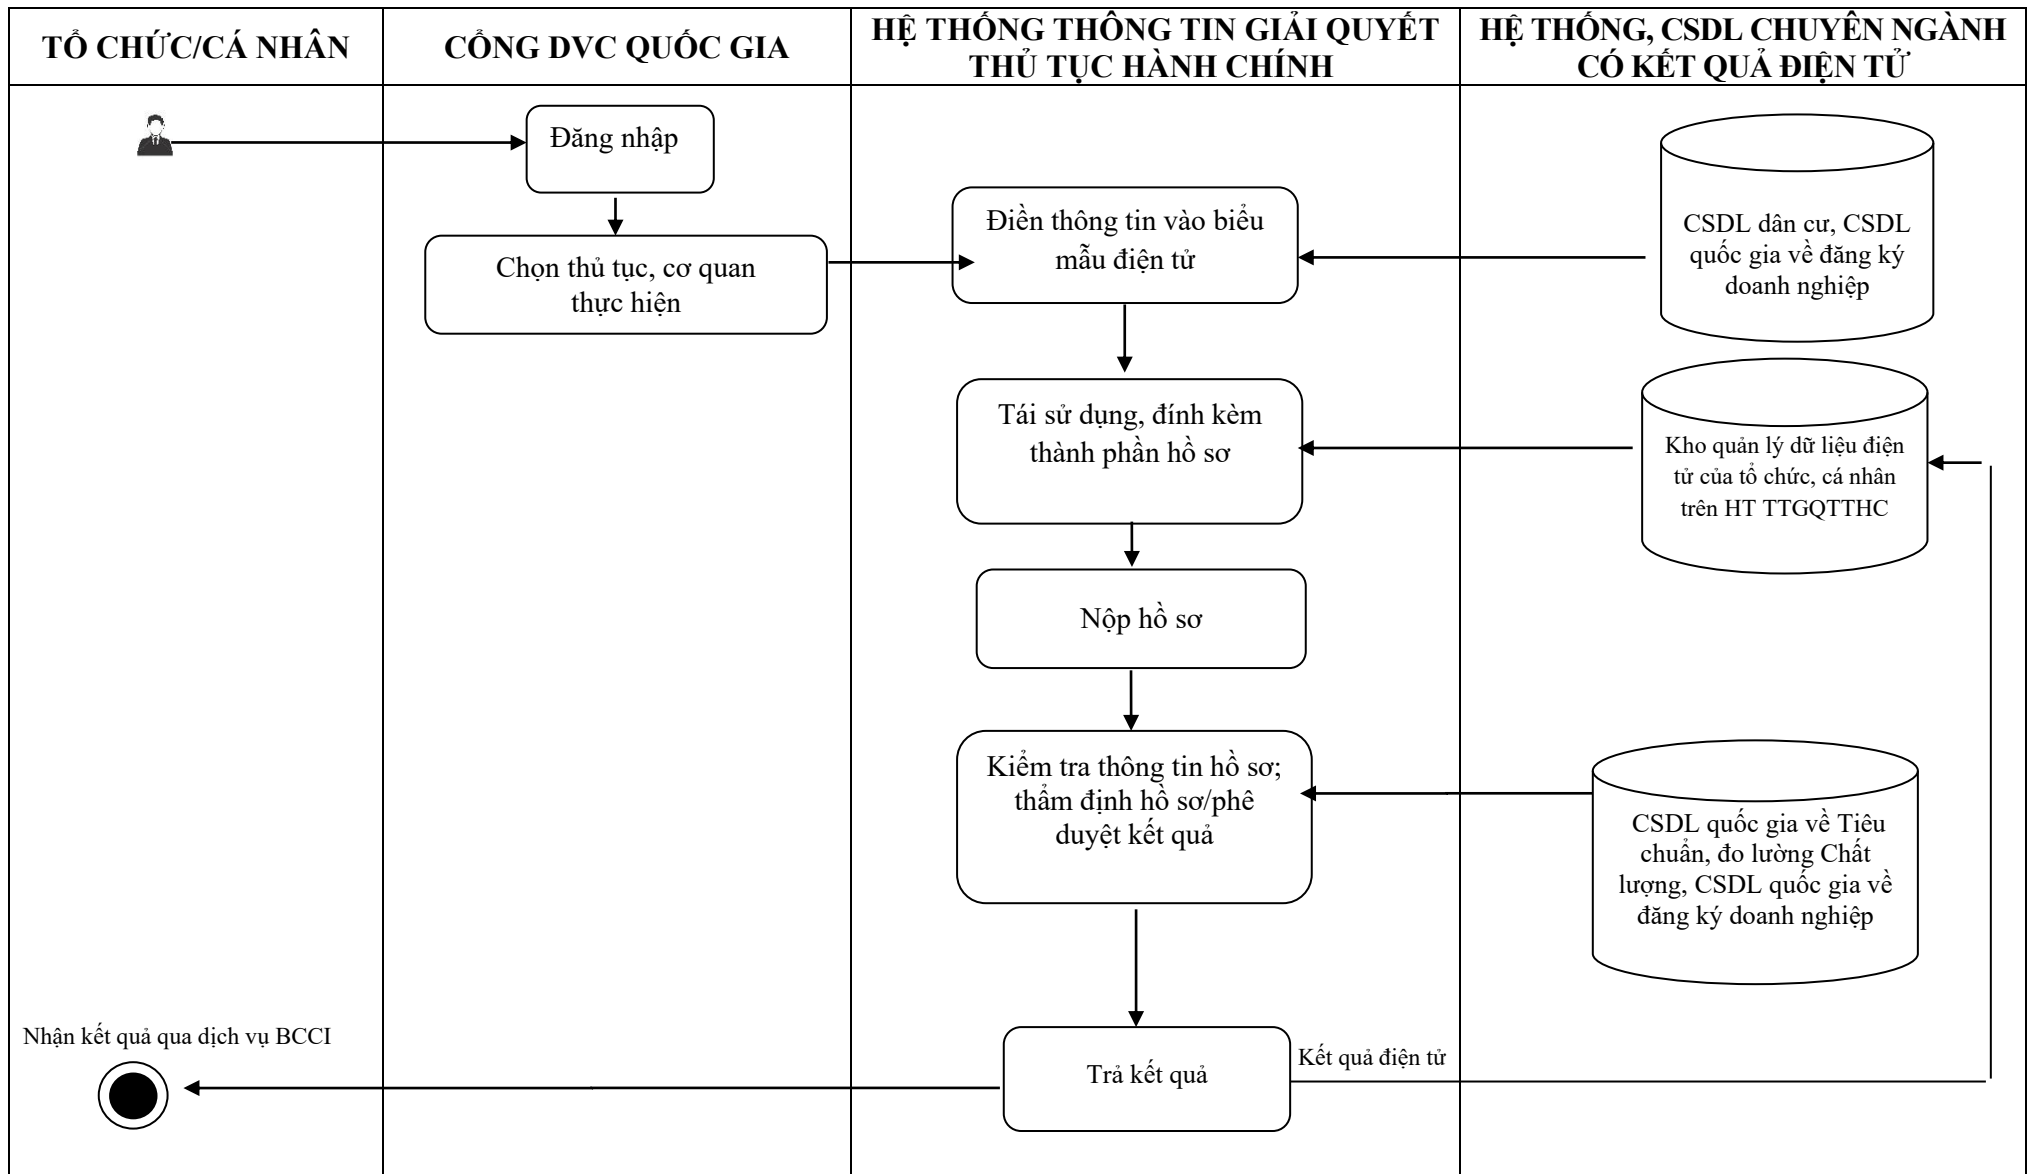 TỔ CHỨC/CÁ NHÂN
CỔNG DVC QUỐC GIA
HỆ THỐNG THÔNG TIN GIẢI QUYẾT
THỦ TỤC HÀNH CHÍNH
HỆ THỐNG, CSDL CHUYÊN NGÀNH
CÓ KẾT QUẢ ĐIỆN TỬ
Đăng nhập
Chọn thủ tục, cơ quan
thực hiện
Điền thông tin vào biểu
mẫu điện tử
CSDL dân cư, CSDL
quốc gia về đăng ký
doanh nghiệp
Tái sử dụng, đính kèm
thành phần hồ sơ
Kho quản lý dữ liệu điện
tử của tổ chức, cá nhân
trên HT TTGQTTHC
Nộp hồ sơ
Kiểm tra thông tin hồ sơ;
thẩm định hồ sơ/phê
duyệt kết quả
CSDL quốc gia về Tiêu
chuẩn, đo lường Chất
lượng, CSDL quốc gia về
đăng ký doanh nghiệp
Nhận kết quả qua dịch vụ BCCI
Trả kết quả
Kết quả điện tử